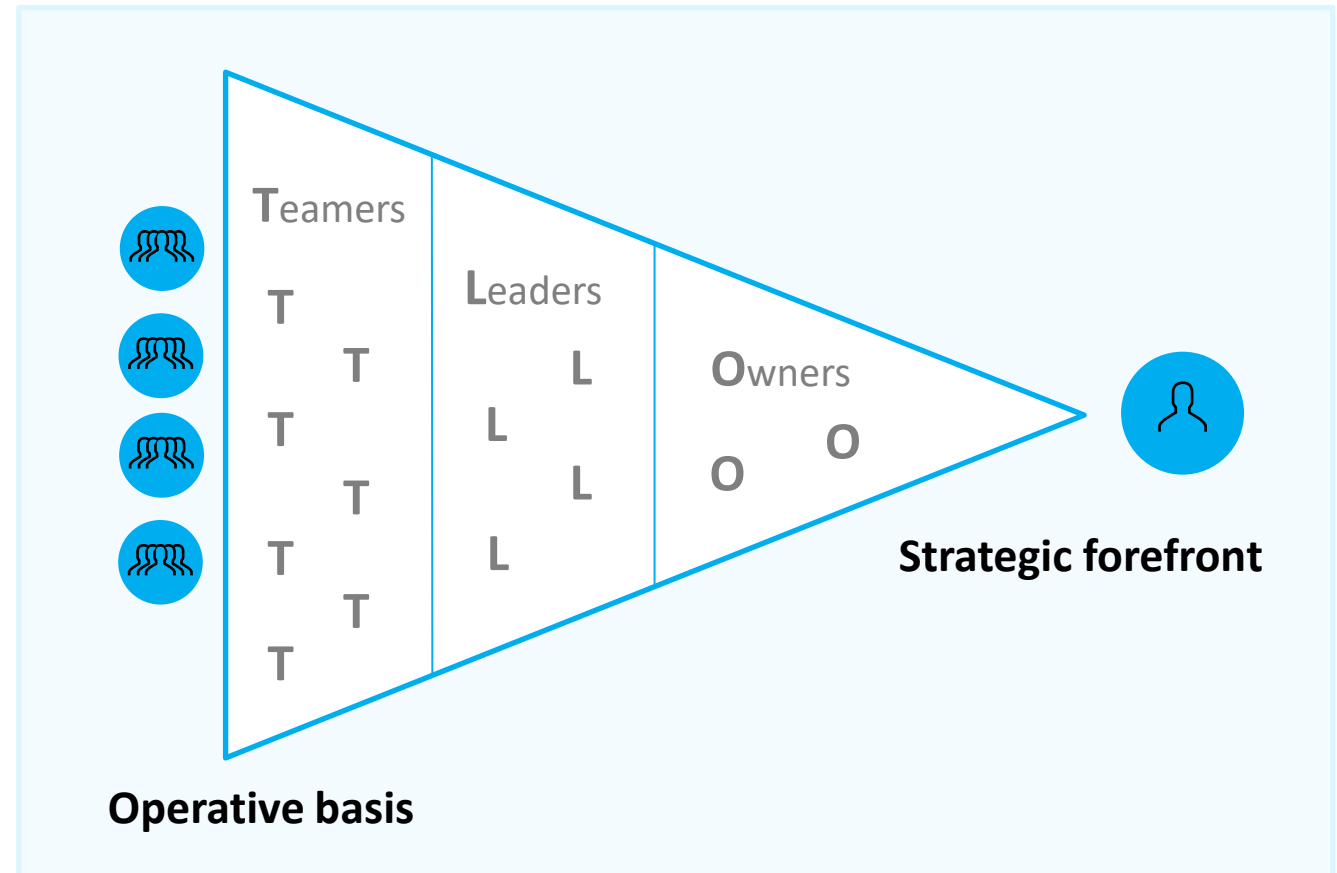 Teamers
T
T
T
T
T
T
T
Leaders
L
L
L
L
Owners
O
O
Strategic forefront
Operative basis